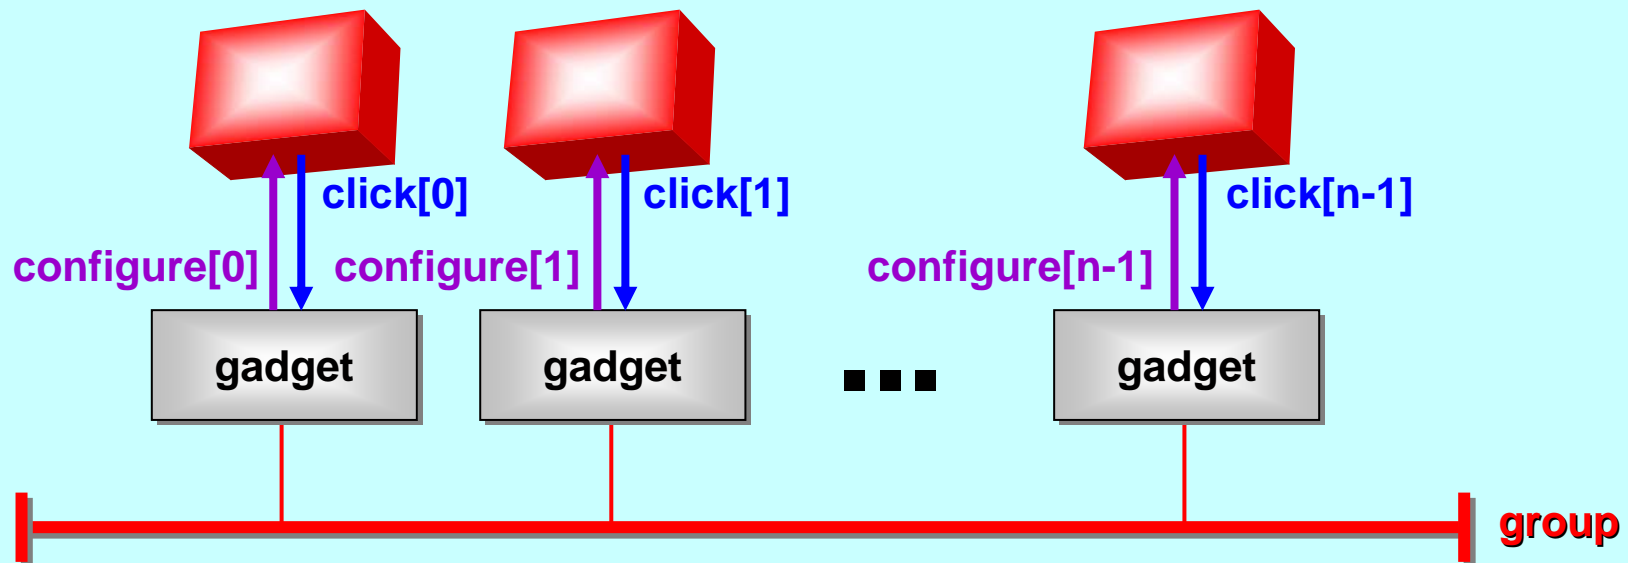 click[0] click[1] click[n-1]
configure[0] configure[1] configure[n-1]
gadget gadget ... gadget
group